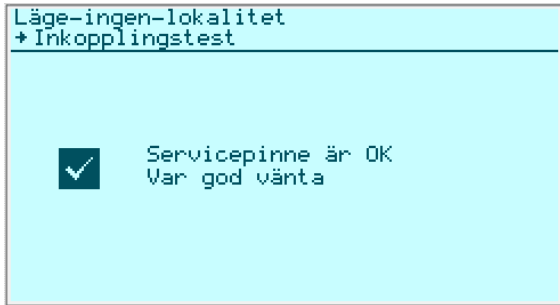 Läge-ingen-lokalitet
→Inkopplingstest
Servicepinne är OK
Var god vänta